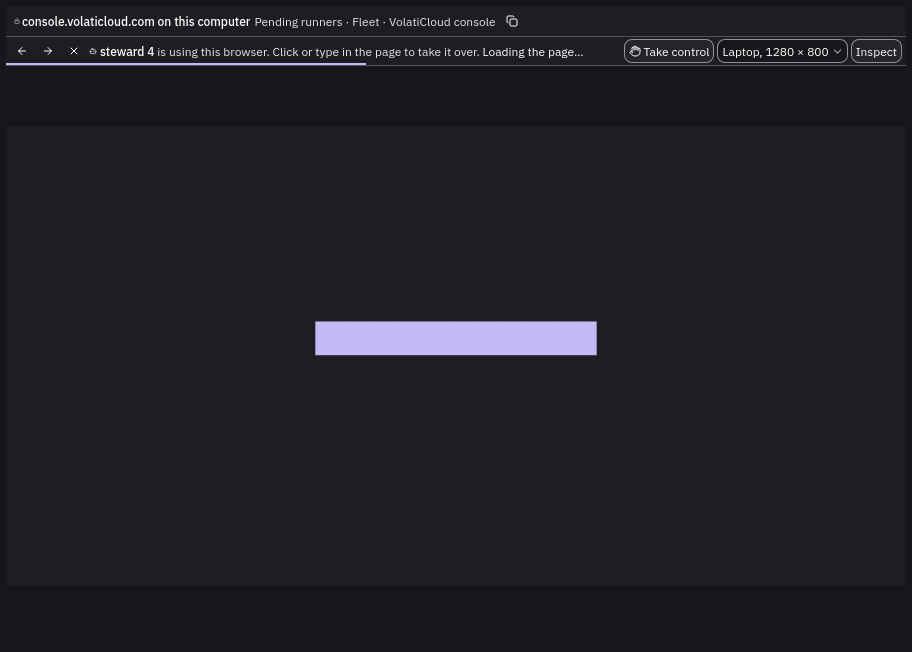 console.volaticloud.com on this computer Pending runners · Fleet · VolatiCloud console
steward 4 is using this browser. Click or type in the page to take it over. Loading the page... Take control Laptop, 1280 × 800 Inspect